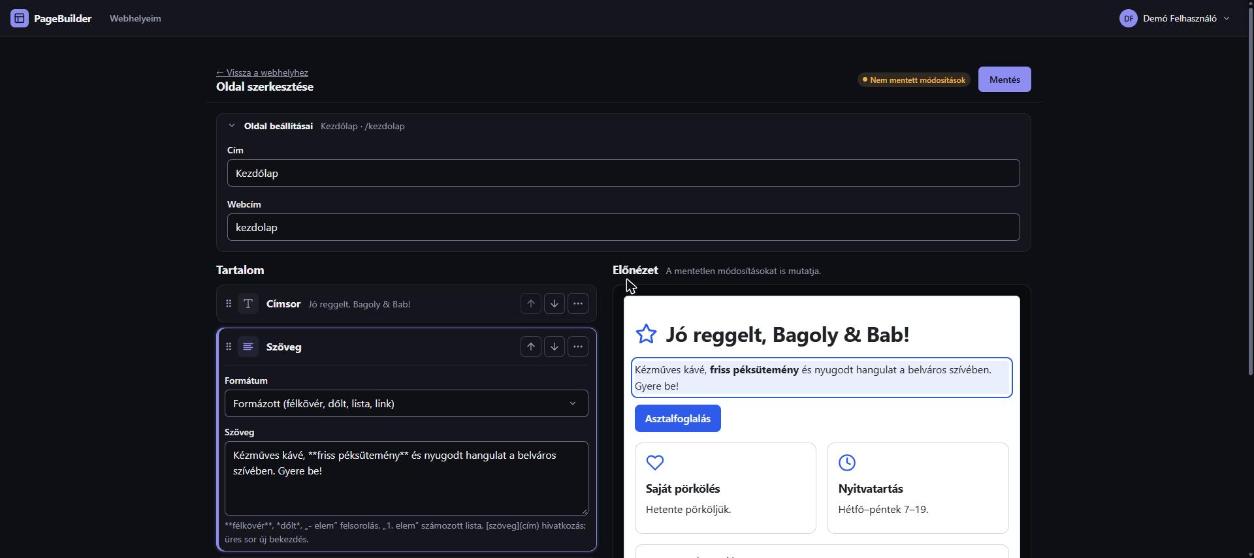 PageBuilder
Webhelyeim
DF
Demó Felhasználó
← Vissza a webhelyhez
Oldal szerkesztése
Nem mentett módosítások
Mentés
Oldal beállításai Kezdőlap · /kezdolap
Cím
Kezdőlap
Webcím
kezdolap
Tartalom
Címsor Jó reggelt, Bagoly & Bab!
Szöveg
Formátum
Formázott (félkövér, dőlt, lista, link)
Szöveg
Kézműves kávé, **friss péksütemény** és nyugodt hangulat a belváros
szívében. Gyere be!
**félkövér**, *dőlt*, „- elem” felsorolás, „1. elem” számozott lista, [szöveg](cím) hivatkozás;
üres sor új bekezdés.
Előnézet A mentetlen módosításokat is mutatja.
Jó reggelt, Bagoly & Bab!
Kézműves kávé, friss péksütemény és nyugodt hangulat a belváros szívében.
Gyere be!
Asztalfoglalás
Saját pörkölés
Hetente pörköljük.
Nyitvatartás
Hétfő–péntek 7–19.